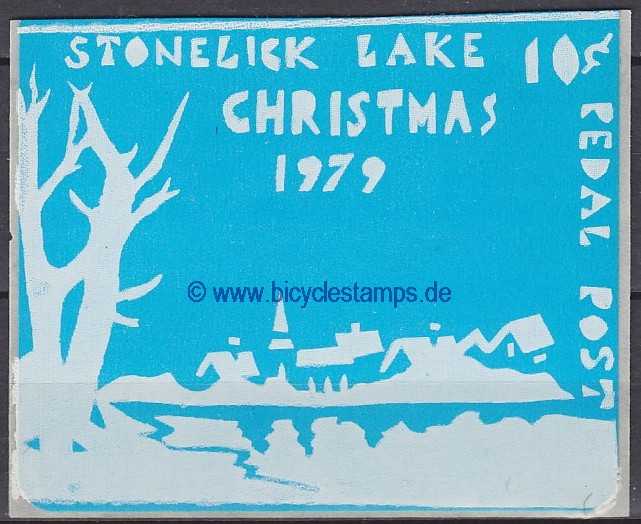 STONELICK LAKE
10¢
CHRISTMAS
1979
PEDAL POST
© www.bicyclestamps.de